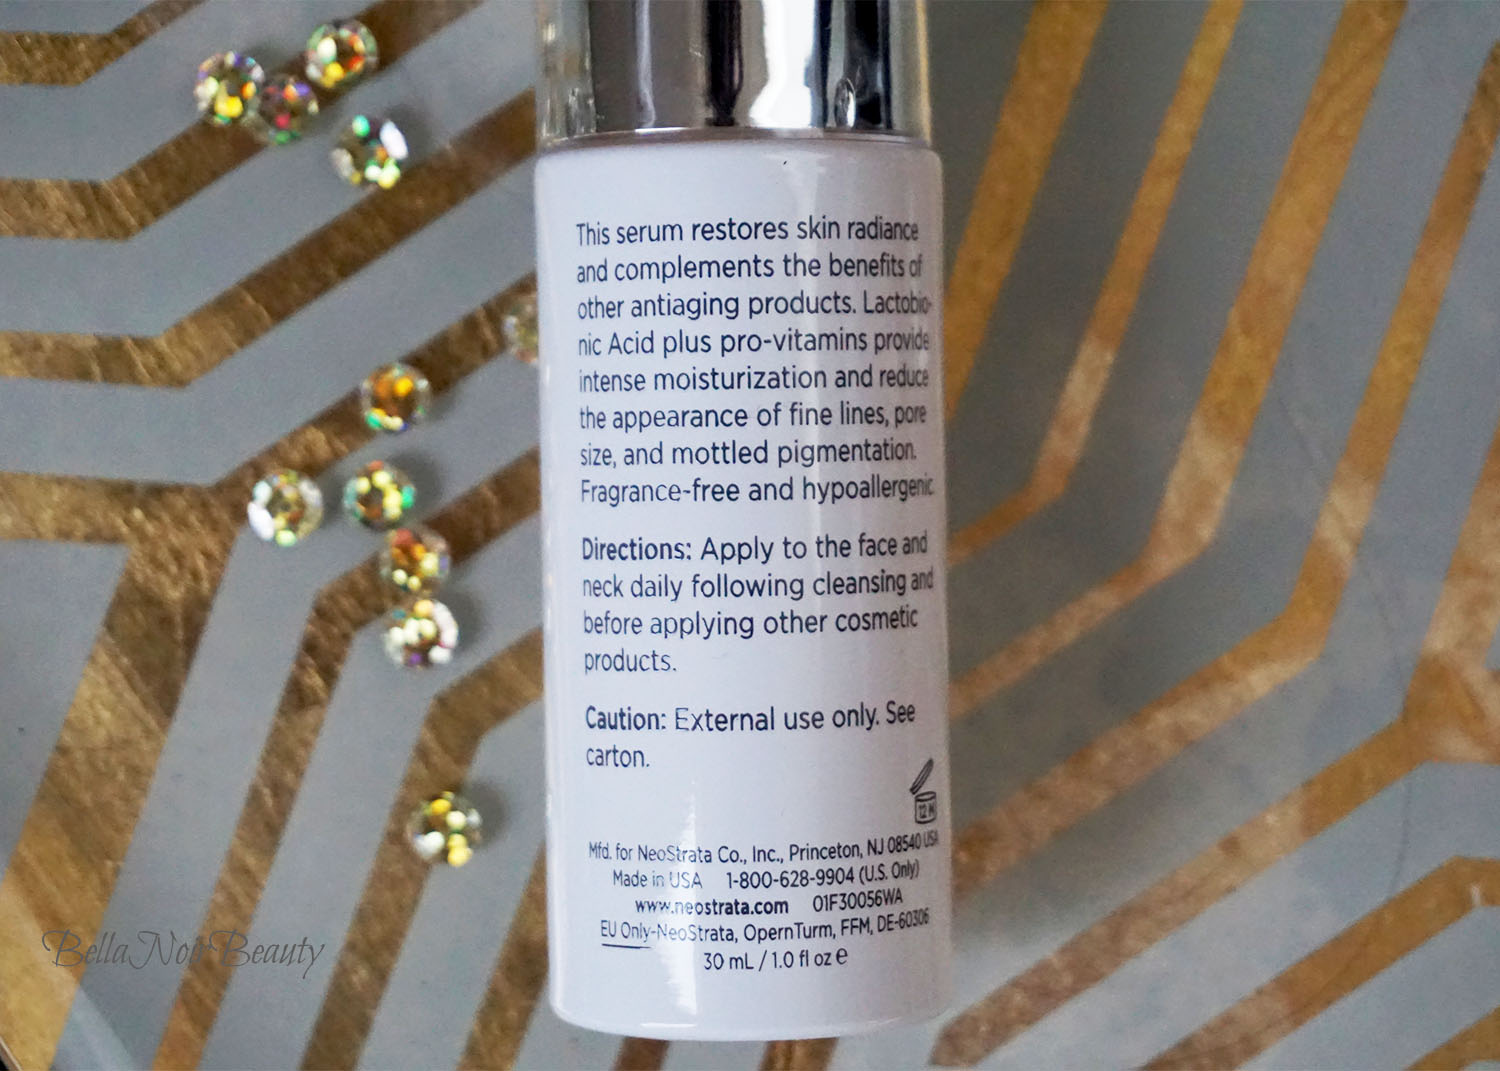 This serum restores skin radiance
and complements the benefits of
other antiaging products. Lactobio-
nic Acid plus pro-vitamins provide
intense moisturization and reduce
the appearance of fine lines, pore
size, and mottled pigmentation.
Fragrance-free and hypoallergenic.
Directions: Apply to the face and
neck daily following cleansing and
before applying other cosmetic
products.
Caution: External use only. See
carton.
12 M
Mfd. for NeoStrata Co., Inc., Princeton, NJ 08540 USA
Made in USA 1-800-628-9904 (U.S. Only)
www.neostrata.com 01F30056WA
EU Only-NeoStrata, OpernTurm, FFM, DE-60306
30 mL / 1.0 fl oz e
BellaNoirBeauty